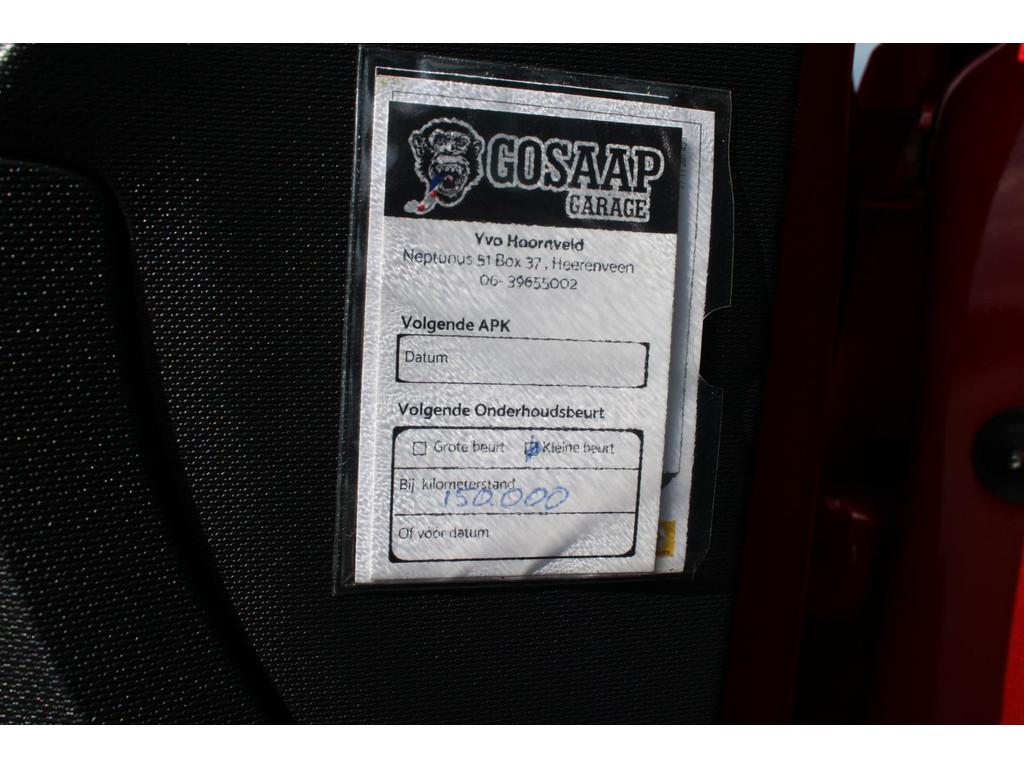 GOSAAP
GARAGE
Yvo Hoornveld
Neptunus 51 Box 37, Heerenveen
06-39655002
Volgende APK
Datum
Volgende Onderhoudsbeurt
Grote beurt Kleine beurt
Bij kilometerstand
150.000
Of vóór datum